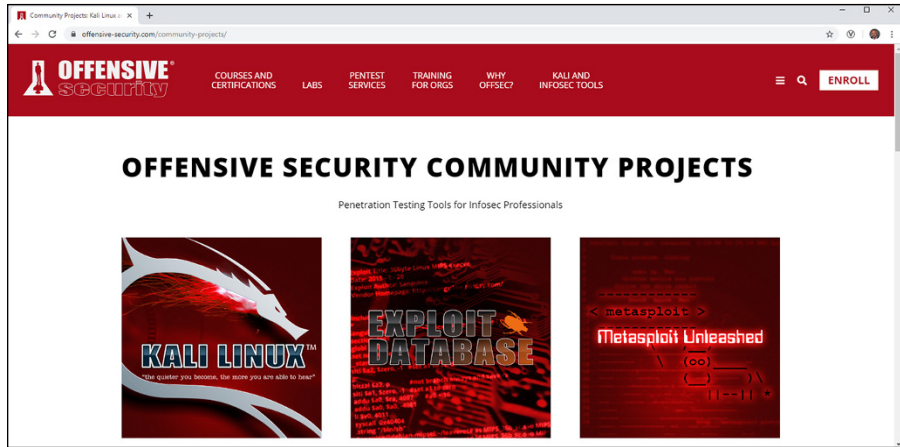 Community Projects: Kali Linux a
offensive-security.com/community-projects/
OFFENSIVE®
security
COURSES AND
CERTIFICATIONS
LABS
PENTEST
SERVICES
TRAINING
FOR ORGS
WHY
OFFSEC?
KALI AND
INFOSEC TOOLS
ENROLL
OFFENSIVE SECURITY COMMUNITY PROJECTS
Penetration Testing Tools for Infosec Professionals
KALI LINUX™
"the quieter you become, the more you are able to hear"
EXPLOIT
DATABASE
< metasploit >
Metasploit Unleashed